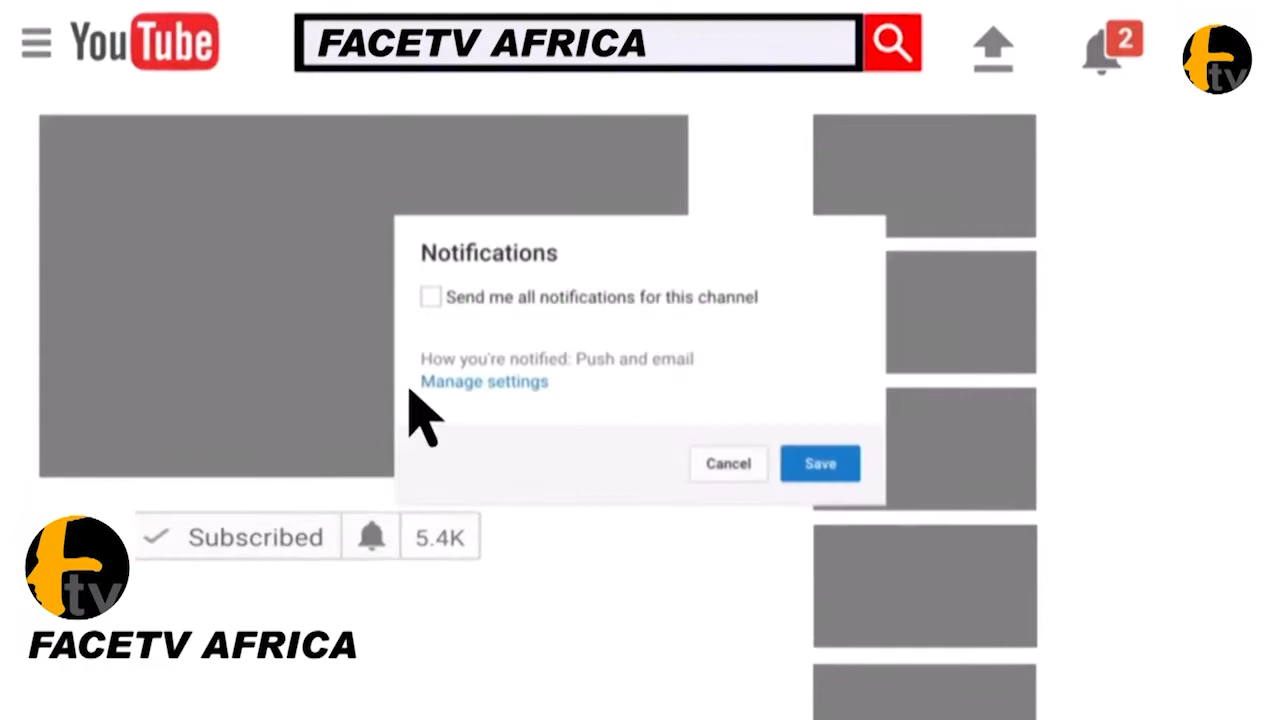 YouTube
FACETV AFRICA
2
tv
Notifications
Send me all notifications for this channel
How you're notified: Push and email
Manage settings
Cancel
Save
Subscribed
5.4K
tv
FACETV AFRICA